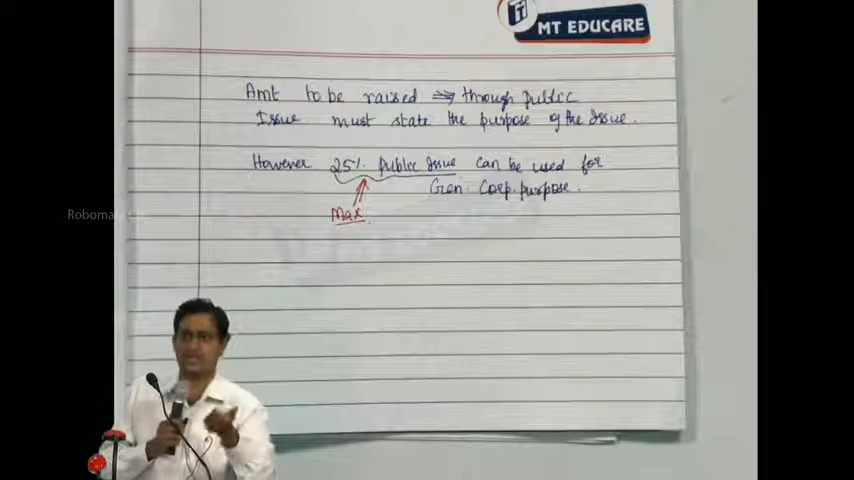 MT EDUCARE
Amt to be raised ⇒ through public
Issue must state the purpose of the Issue.
However 25% public Issue can be used for
Gen. Corp. purpose.
Max.